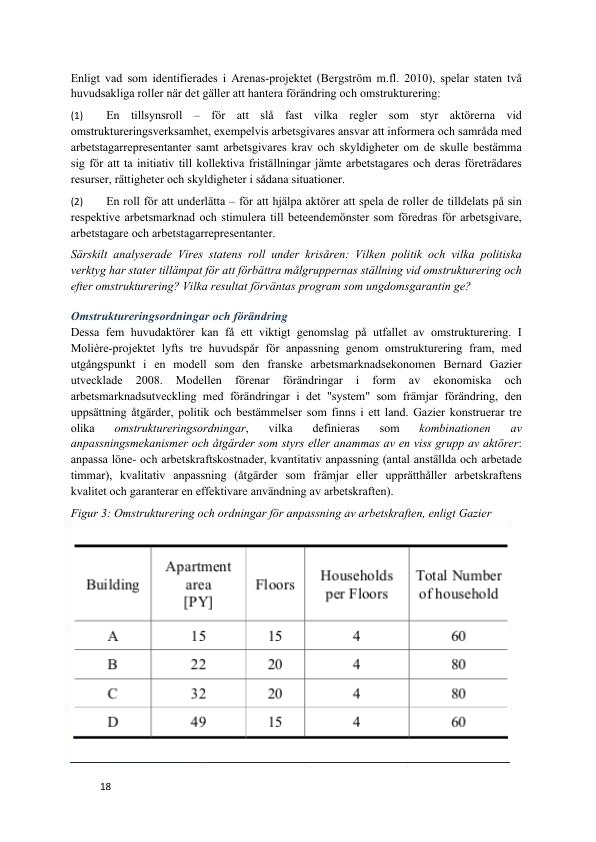 Enligt vad som identifierades i Arenas-projektet (Bergström m.fl. 2010), spelar staten två
huvudsakliga roller när det gäller att hantera förändring och omstrukturering:
(1) En tillsynsroll – för att slå fast vilka regler som styr aktörerna vid
omstruktureringsverksamhet, exempelvis arbetsgivares ansvar att informera och samråda med
arbetstagarrepresentanter samt arbetsgivares krav och skyldigheter om de skulle bestämma
sig för att ta initiativ till kollektiva friställningar jämte arbetstagares och deras företrädares
resurser, rättigheter och skyldigheter i sådana situationer.
(2) En roll för att underlätta – för att hjälpa aktörer att spela de roller de tilldelats på sin
respektive arbetsmarknad och stimulera till beteendemönster som föredras för arbetsgivare,
arbetstagare och arbetstagarrepresentanter.
Särskilt analyserade Vires statens roll under krisåren: Vilken politik och vilka politiska
verktyg har stater tillämpat för att förbättra målgruppernas ställning vid omstrukturering och
efter omstrukturering? Vilka resultat förväntas program som ungdomsgarantin ge?
Omstruktureringsordningar och förändring
Dessa fem huvudaktörer kan få ett viktigt genomslag på utfallet av omstrukturering. I
Molière-projektet lyfts tre huvudspår för anpassning genom omstrukturering fram, med
utgångspunkt i en modell som den franske arbetsmarknadsekonomen Bernard Gazier
utvecklade 2008. Modellen förenar förändringar i form av ekonomiska och
arbetsmarknadsutveckling med förändringar i det "system" som främjar förändring, den
uppsättning åtgärder, politik och bestämmelser som finns i ett land. Gazier konstruerar tre
olika omstruktureringsordningar, vilka definieras som kombinationen av
anpassningsmekanismer och åtgärder som styrs eller anammas av en viss grupp av aktörer:
anpassa löne- och arbetskraftskostnader, kvantitativ anpassning (antal anställda och arbetade
timmar), kvalitativ anpassning (åtgärder som främjar eller upprätthåller arbetskraftens
kvalitet och garanterar en effektivare användning av arbetskraften).
Figur 3: Omstrukturering och ordningar för anpassning av arbetskraften, enligt Gazier
Building Apartment area [PY] Floors Households per Floors Total Number of household
A 15 15 4 60
B 22 20 4 80
C 32 20 4 80
D 49 15 4 60
18